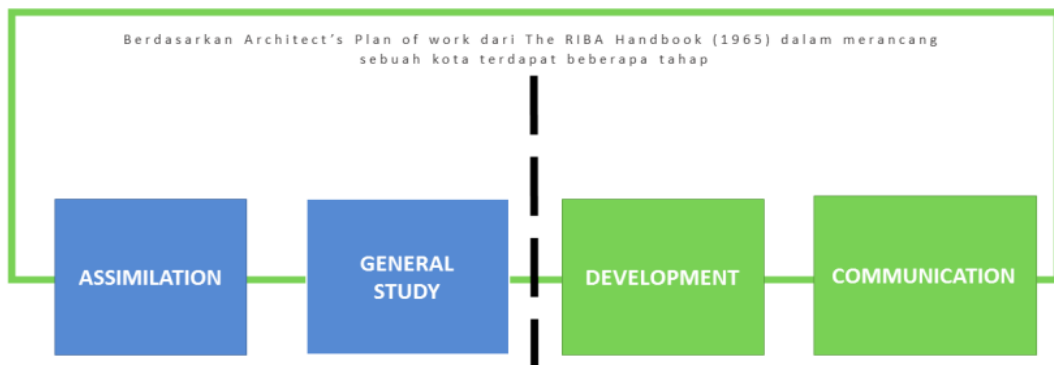 Berdasarkan Architect’s Plan of work dari The RIBA Handbook (1965) dalam merancang
sebuah kota terdapat beberapa tahap
ASSIMILATION
GENERAL
STUDY
DEVELOPMENT
COMMUNICATION